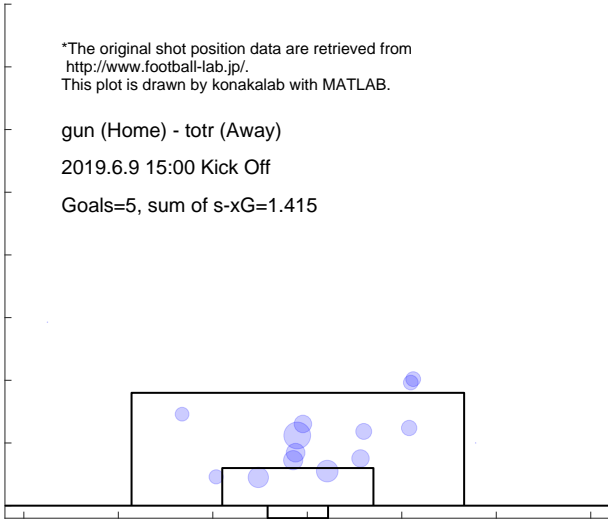 *The original shot position data are retrieved from
http://www.football-lab.jp/.
This plot is drawn by konakalab with MATLAB.
gun (Home) - totr (Away)
2019.6.9 15:00 Kick Off
Goals=5, sum of s-xG=1.415